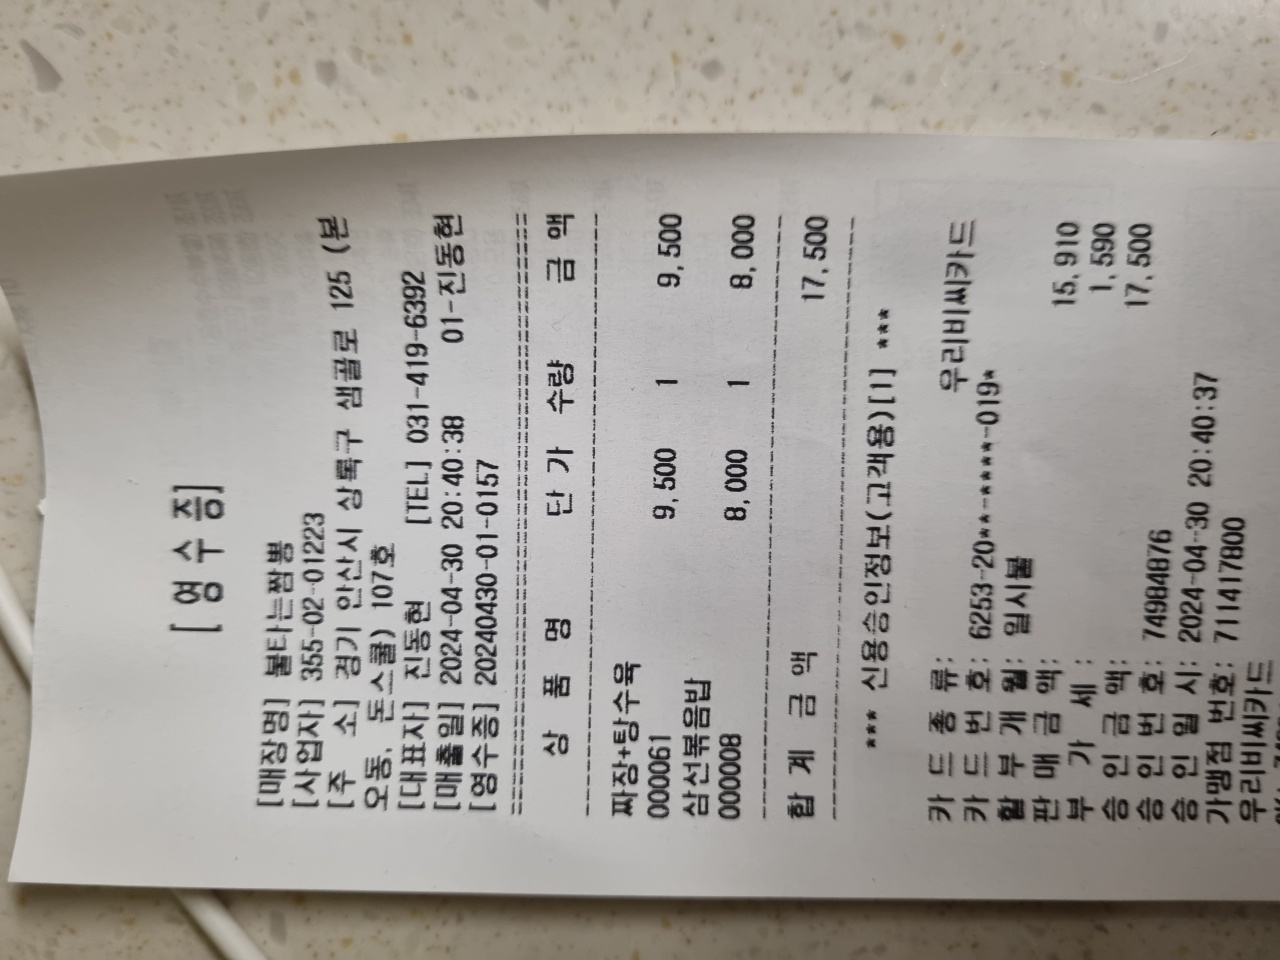 [ 영 수 증 ]
[매장명] 불타는짬뽕
[사업자] 355-02-01223
[주 소] 경기 안산시 상록구 샘골로 125 (본
오동, 돈스쿨) 107호
[대표자] 진동현 [TEL] 031-419-6392
[매출일] 2024-04-30 20:40:38 01-진동현
[영수증] 20240430-01-0157
상 품 명 단 가 수량 금 액
짜장+탕수육
000061 9,500 1 9,500
삼선볶음밥
000008 8,000 1 8,000
합 계 금 액 17,500
*** 신용승인정보(고객용)[1] ***
카 드 종 류: 우리비씨카드
카 드 번 호: 6253-20**-****-019*
할 부 개 월: 일시불
판 매 금 액: 15,910
부 가 세: 1,590
승 인 금 액: 17,500
승 인 번 호: 74984876
승 인 일 시: 2024-04-30 20:40:37
가맹점 번호: 711417800
우리비씨카드